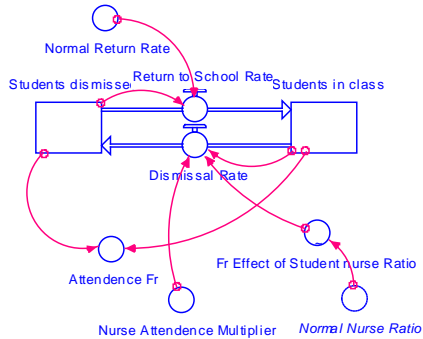 Normal Return Rate
Students dismisse
Return to School Rate
Students in class
Dismissal Rate
Attendence Fr
Fr Effect of Student nurse Ratio
Nurse Attendence Multiplier
Normal Nurse Ratio